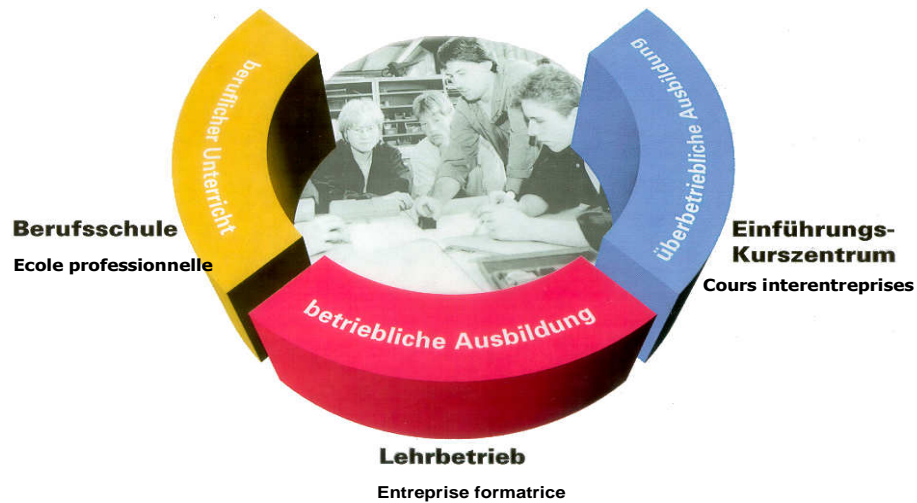 beruflicher Unterricht
überbetriebliche Ausbildung
Berufsschule
Ecole professionnelle
Einführungs-
Kurszentrum
Cours interentreprises
betriebliche Ausbildung
Lehrbetrieb
Entreprise formatrice